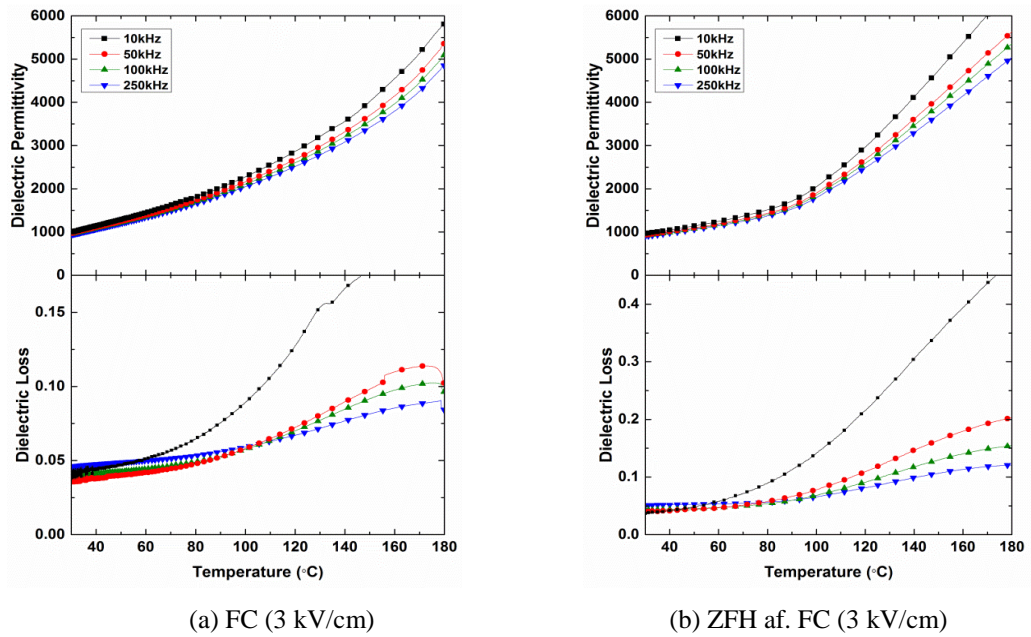 6000
5000
4000
3000
2000
1000
0
Dielectric Permittivity
10kHz
50kHz
100kHz
250kHz
0.15
0.10
0.05
0.00
Dielectric Loss
40 60 80 100 120 140 160 180
Temperature (°C)
(a) FC (3 kV/cm)
6000
5000
4000
3000
2000
1000
0
Dielectric Permittivity
10kHz
50kHz
100kHz
250kHz
0.4
0.3
0.2
0.1
0.0
Dielectric Loss
40 60 80 100 120 140 160 180
Temperature (°C)
(b) ZFH af. FC (3 kV/cm)